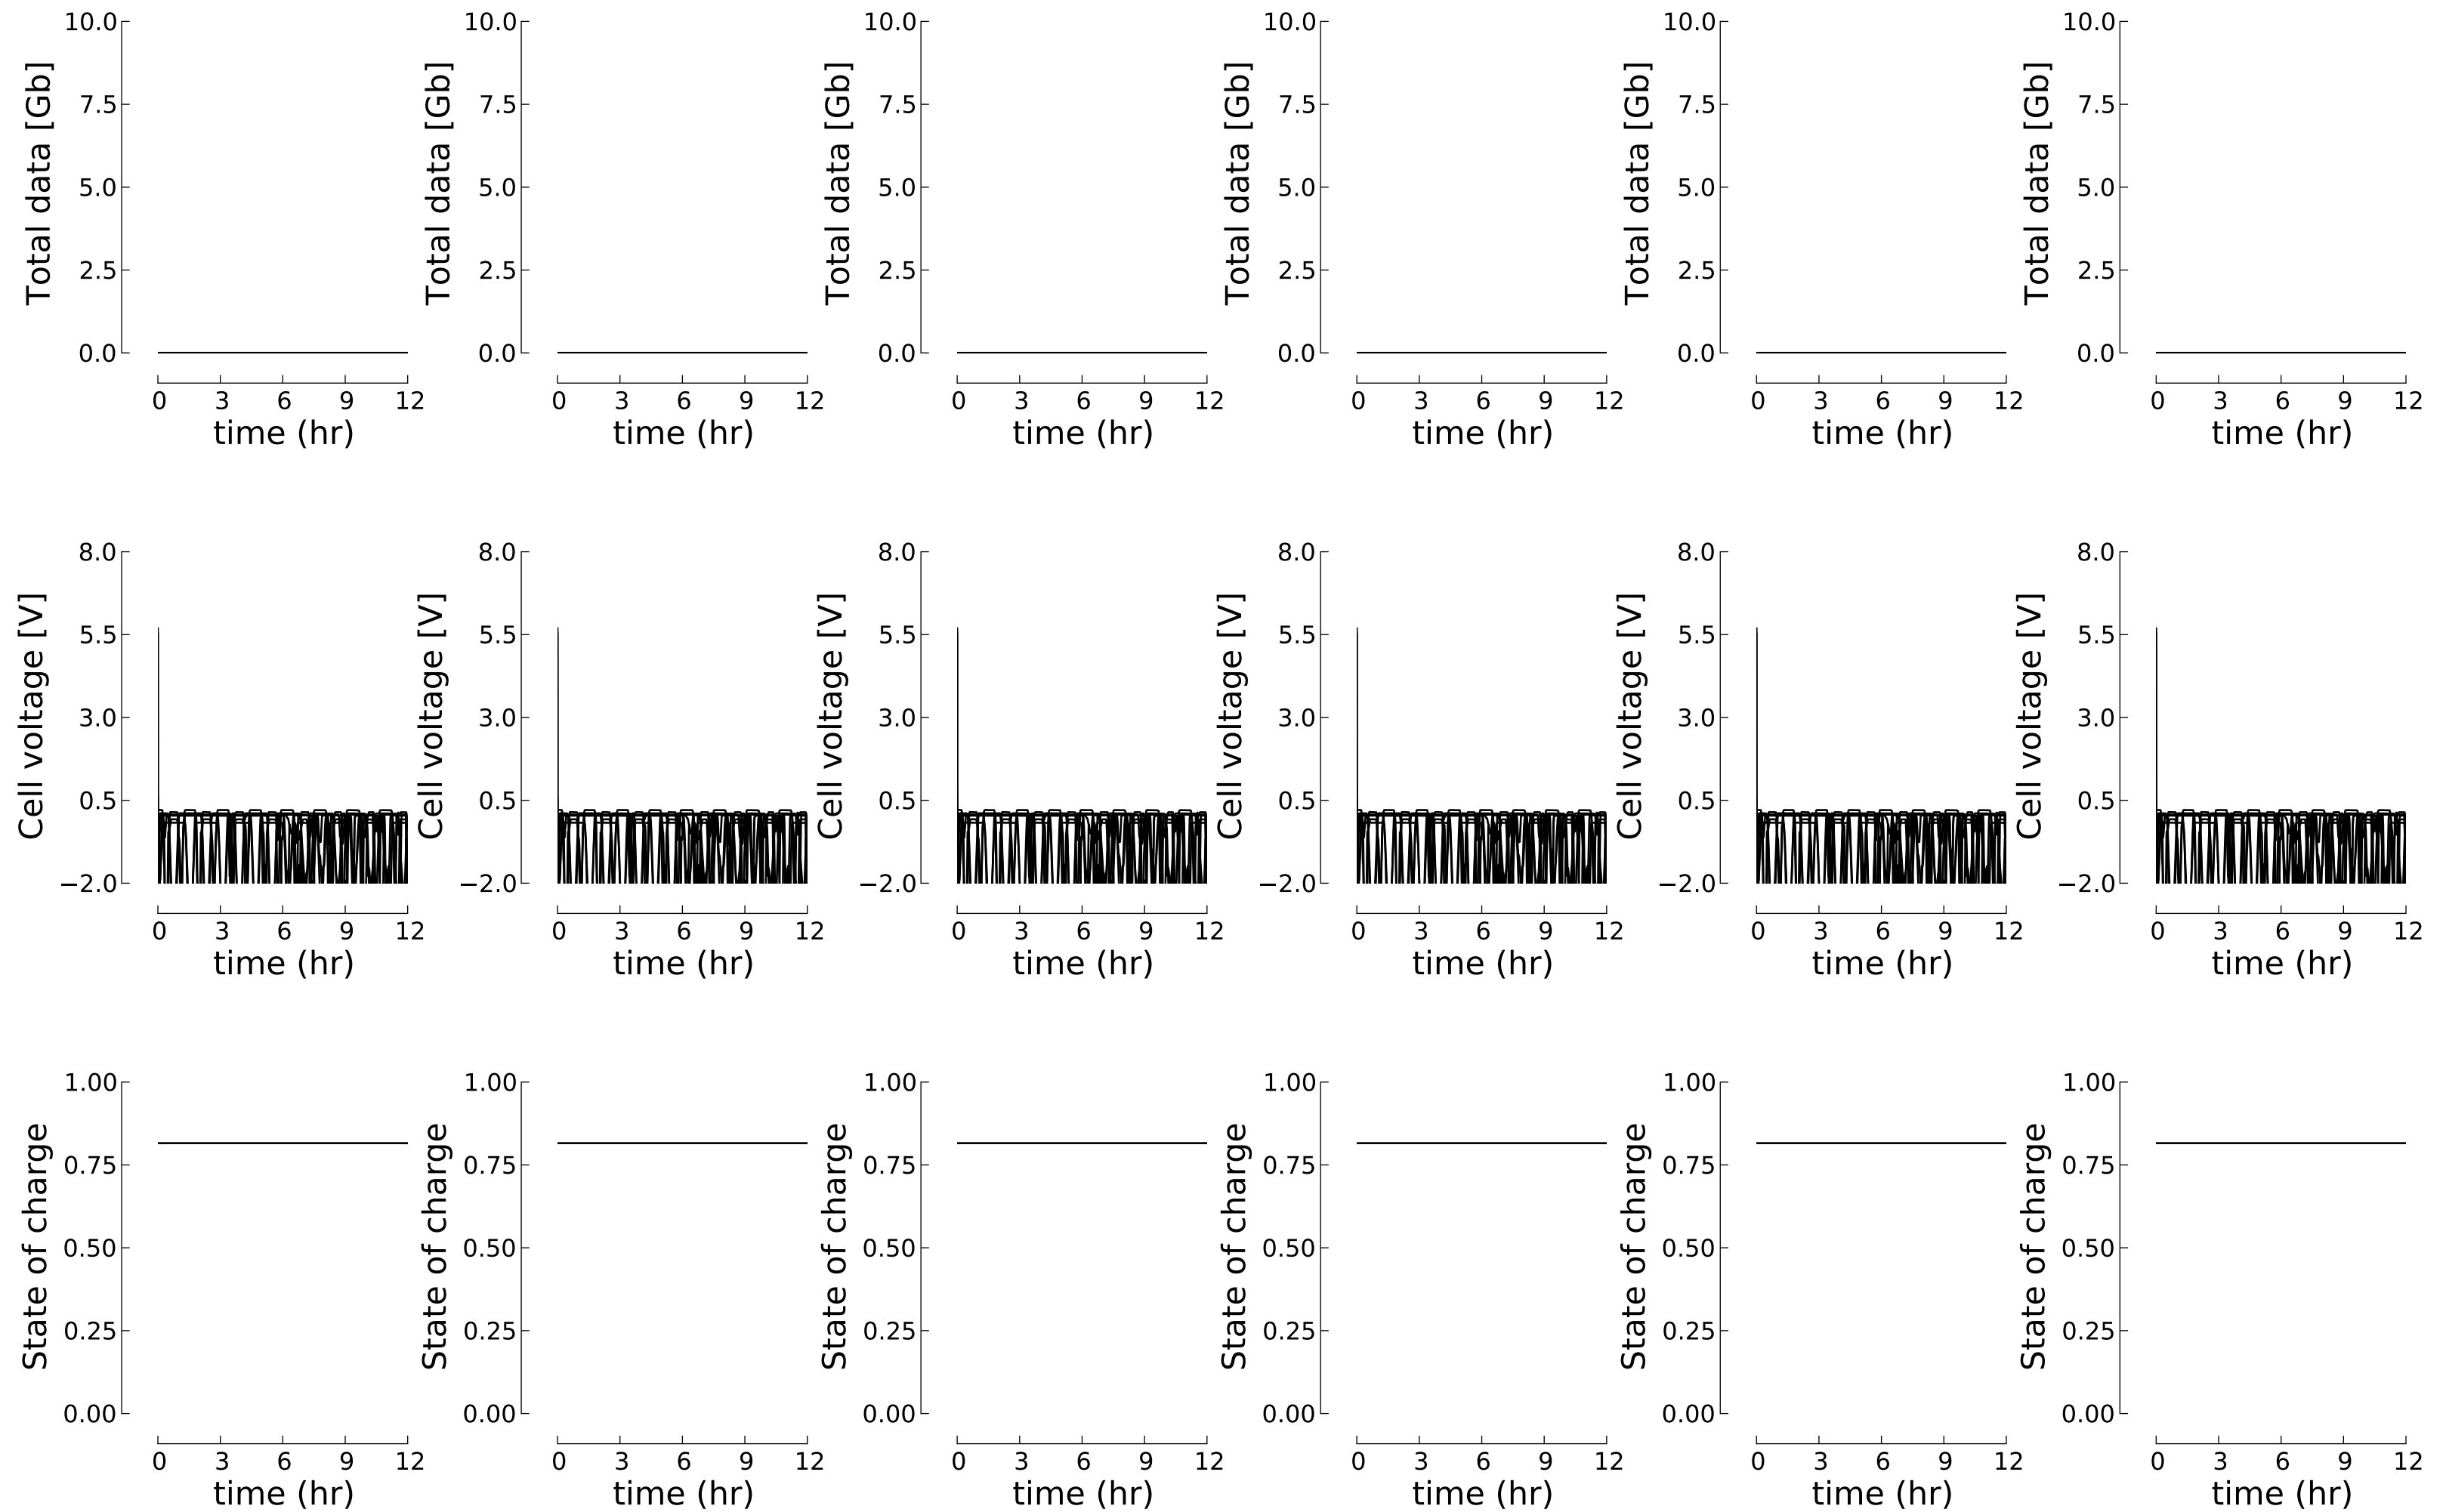 10.0 10.0 10.0 10.0 10.0 10.0
7.5 7.5 7.5 7.5 7.5 7.5
Total data [Gb] Total data [Gb] Total data [Gb] Total data [Gb] Total data [Gb] Total data [Gb]
5.0 5.0 5.0 5.0 5.0 5.0
2.5 2.5 2.5 2.5 2.5 2.5
0.0 0.0 0.0 0.0 0.0 0.0
0 3 6 9 12 0 3 6 9 12 0 3 6 9 12 0 3 6 9 12 0 3 6 9 12 0 3 6 9 12
time (hr) time (hr) time (hr) time (hr) time (hr) time (hr)
8.0 8.0 8.0 8.0 8.0 8.0
5.5 5.5 5.5 5.5 5.5 5.5
Cell voltage [V] Cell voltage [V] Cell voltage [V] Cell voltage [V] Cell voltage [V] Cell voltage [V]
3.0 3.0 3.0 3.0 3.0 3.0
0.5 0.5 0.5 0.5 0.5 0.5
−2.0 −2.0 −2.0 −2.0 −2.0 −2.0
0 3 6 9 12 0 3 6 9 12 0 3 6 9 12 0 3 6 9 12 0 3 6 9 12 0 3 6 9 12
time (hr) time (hr) time (hr) time (hr) time (hr) time (hr)
1.00 1.00 1.00 1.00 1.00 1.00
0.75 0.75 0.75 0.75 0.75 0.75
State of charge State of charge State of charge State of charge State of charge State of charge
0.50 0.50 0.50 0.50 0.50 0.50
0.25 0.25 0.25 0.25 0.25 0.25
0.00 0.00 0.00 0.00 0.00 0.00
0 3 6 9 12 0 3 6 9 12 0 3 6 9 12 0 3 6 9 12 0 3 6 9 12 0 3 6 9 12
time (hr) time (hr) time (hr) time (hr) time (hr) time (hr)